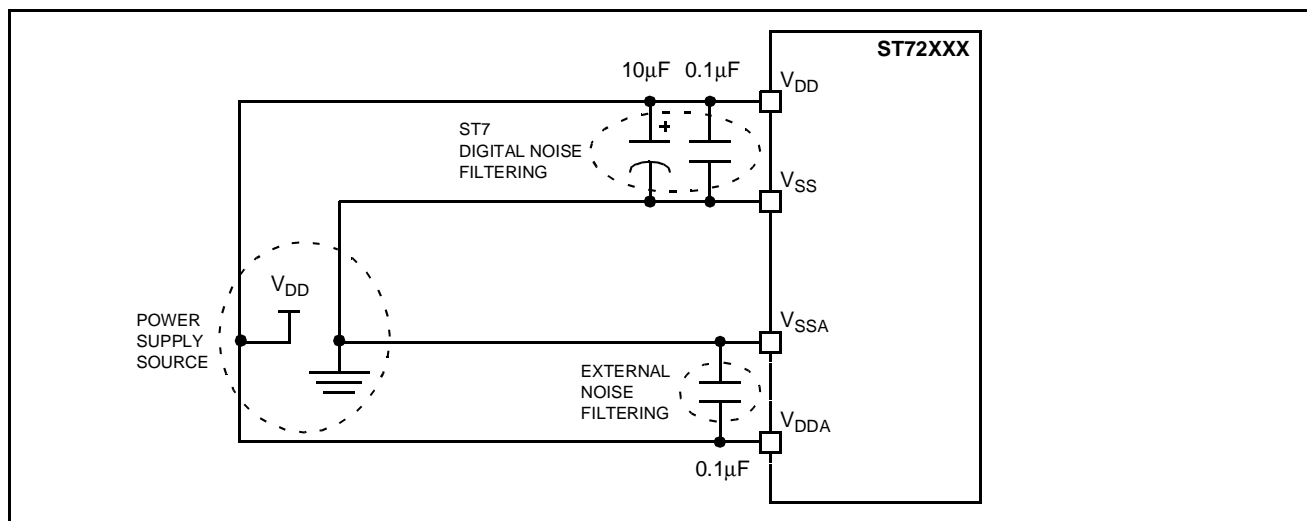 ST72XXX
10μF 0.1μF
VDD
+
ST7
DIGITAL NOISE
FILTERING
VSS
VDD
POWER
SUPPLY
SOURCE
VSSA
EXTERNAL
NOISE
FILTERING
VDDA
0.1μF